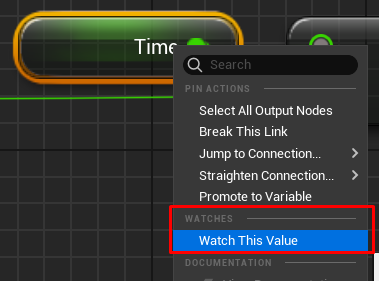 Time
Search
PIN ACTIONS
Select All Output Nodes
Break This Link
Jump to Connection...
Straighten Connection...
Promote to Variable
WATCHES
Watch This Value
DOCUMENTATION